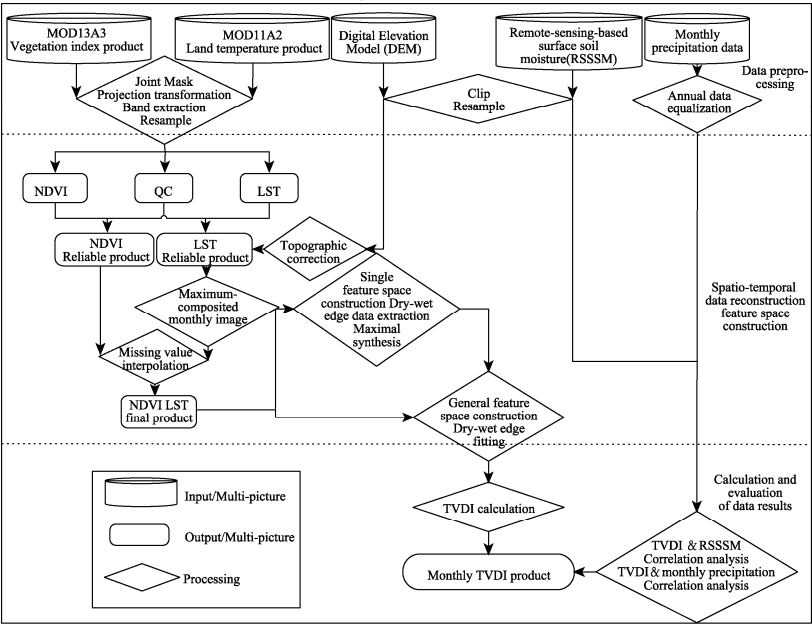 MOD13A3
Vegetation index product
MOD11A2
Land temperature product
Digital Elevation
Model (DEM)
Remote-sensing-based
surface soil
moisture(RSSSM)
Monthly
precipitation data
Data prepro-
cessing
Joint Mask
Projection transformation
Band extraction
Resample
Clip
Resample
Annual data
equalization
NDVI
QC
LST
NDVI
Reliable product
LST
Reliable product
Topographic
correction
Maximum-
composited
monthly image
Single
feature space
construction Dry-wet
edge data extraction
Maximal
synthesis
Spatio-temporal
data reconstruction
feature space
construction
Missing value
interpolation
NDVI LST
final product
General feature
space construction
Dry-wet edge
fitting
Calculation and
evaluation
of data results
Input/Multi-picture
Output/Multi-picture
Processing
TVDI calculation
Monthly TVDI product
TVDI & RSSSM
Correlation analysis
TVDI & monthly precipitation
Correlation analysis